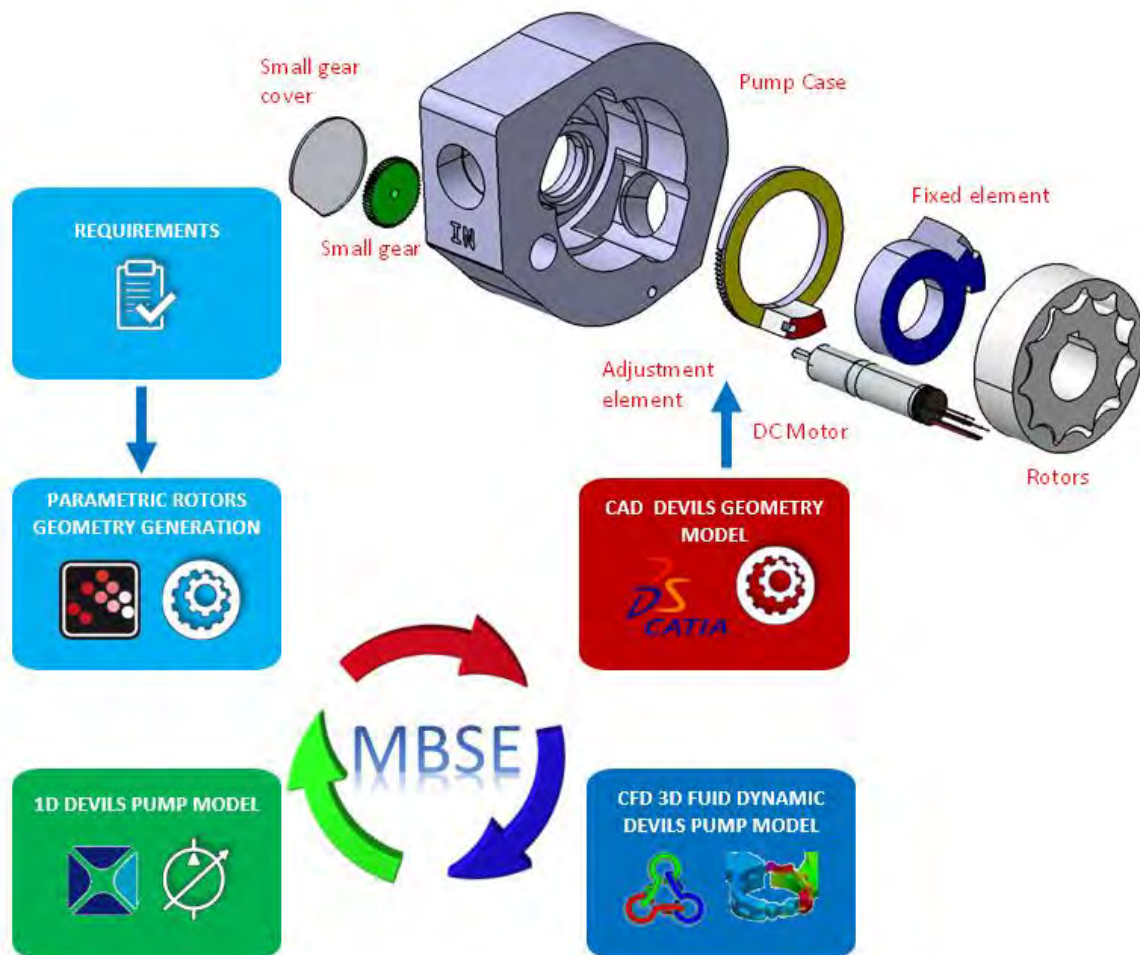 Small gear
cover
Pump Case
Fixed element
REQUIREMENTS
Small gear
IN
Adjustment
element
DC Motor
Rotors
PARAMETRIC ROTORS
GEOMETRY GENERATION
CAD DEVILS GEOMETRY
MODEL
DS
CATIA
MBSE
1D DEVILS PUMP MODEL
CFD 3D FUID DYNAMIC
DEVILS PUMP MODEL